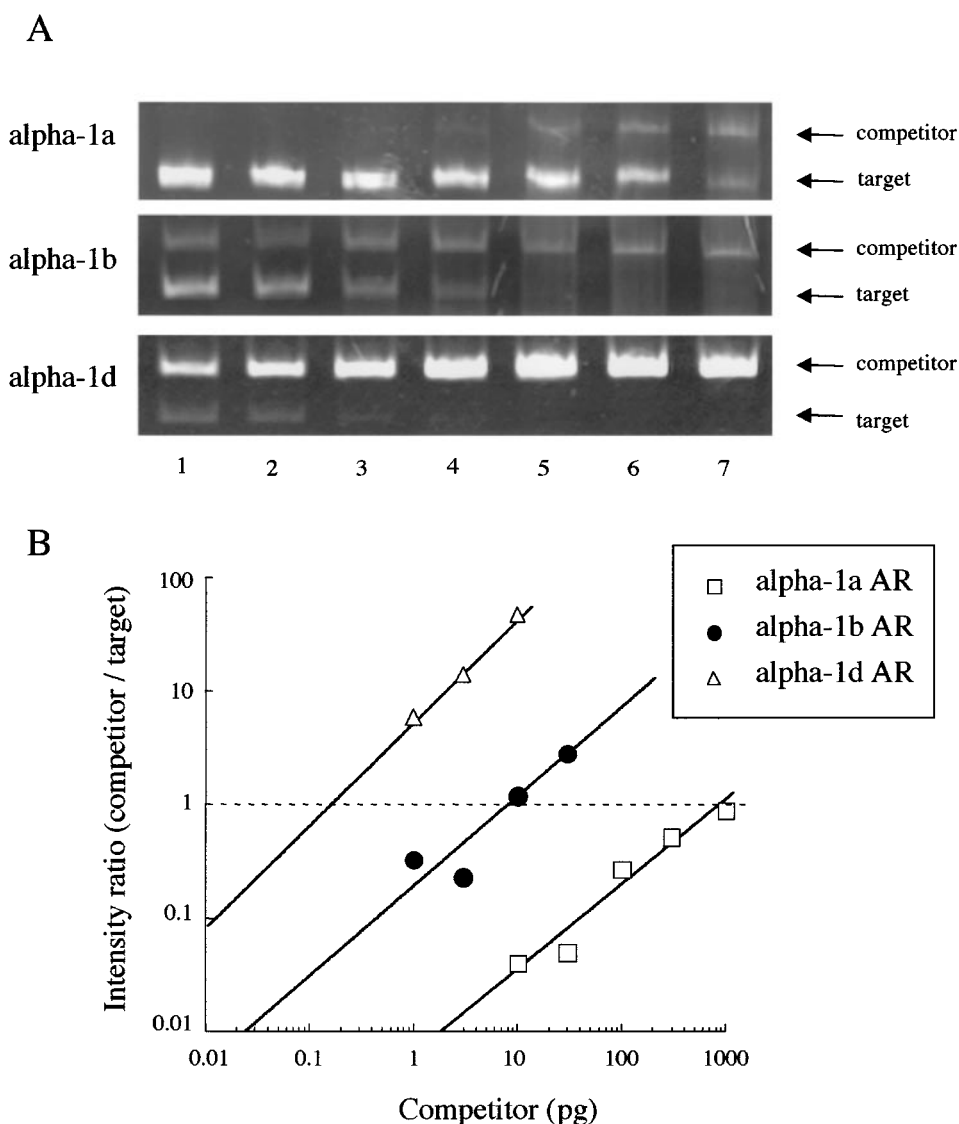 A
alpha-1a
competitor
target
alpha-1b
competitor
target
alpha-1d
competitor
target
1 2 3 4 5 6 7
B
alpha-1a AR
alpha-1b AR
alpha-1d AR
Intensity ratio (competitor / target)
100
10
1
0.1
0.01
0.01 0.1 1 10 100 1000
Competitor (pg)